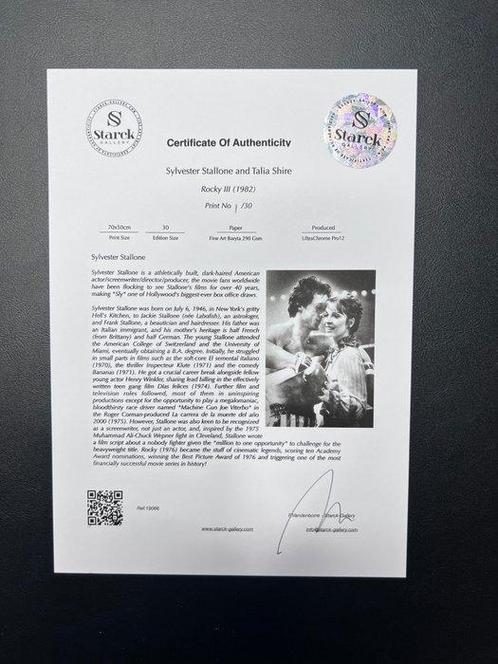 SS
Starck
GALLERY
SS
Starck
GALLERY
Certificate Of Authenticity
Sylvester Stallone and Talia Shire
Rocky III (1982)
Print No 1 /30
70x50cm 30 Paper Produced
Print Size Edition Size Fine Art Baryta 290 Gsm UltraChrome Pro12
Sylvester Stallone
Sylvester Stallone is a athletically built, dark-haired American
actor/screenwriter/director/producer, the movie fans worldwide
have been flocking to see Stallone's films for over 40 years,
making "Sly" one of Hollywood's biggest-ever box office draws.
Sylvester Stallone was born on July 6, 1946, in New York's gritty
Hell's Kitchen, to Jackie Stallone (née Labofish), an astrologer,
and Frank Stallone, a beautician and hairdresser. His father was
an Italian immigrant, and his mother's heritage is half French
(from Brittany) and half German. The young Stallone attended
the American College of Switzerland and the University of
Miami, eventually obtaining a B.A. degree. Initially, he struggled
in small parts in films such as the soft-core El semental italiano
(1970), the thriller Inspecteur Klute (1971) and the comedy
Bananas (1971). He got a crucial career break alongside fellow
young actor Henry Winkler, sharing lead billing in the effectively
written teen gang film Días felices (1974). Further film and
television roles followed, most of them in uninspiring
productions except for the opportunity to play a megalomaniac,
bloodthirsty race driver named "Machine Gun Joe Viterbo" in
the Roger Corman-produced La carrera de la muerte del año
2000 (1975). However, Stallone was also keen to be recognized
as a screenwriter, not just an actor, and, inspired by the 1975
Muhammad Ali-Chuck Wepner fight in Cleveland, Stallone wrote
a film script about a nobody fighter given the "million to one opportunity" to challenge for the
heavyweight title. Rocky (1976) became the stuff of cinematic legends, scoring ten Academy
Award nominations, winning the Best Picture Award of 1976 and triggering one of the most
financially successful movie series in history!
Ref.15066
P.Vandenborre - Starck-Gallery
www.starck-gallery.com info@starck-gallery.com